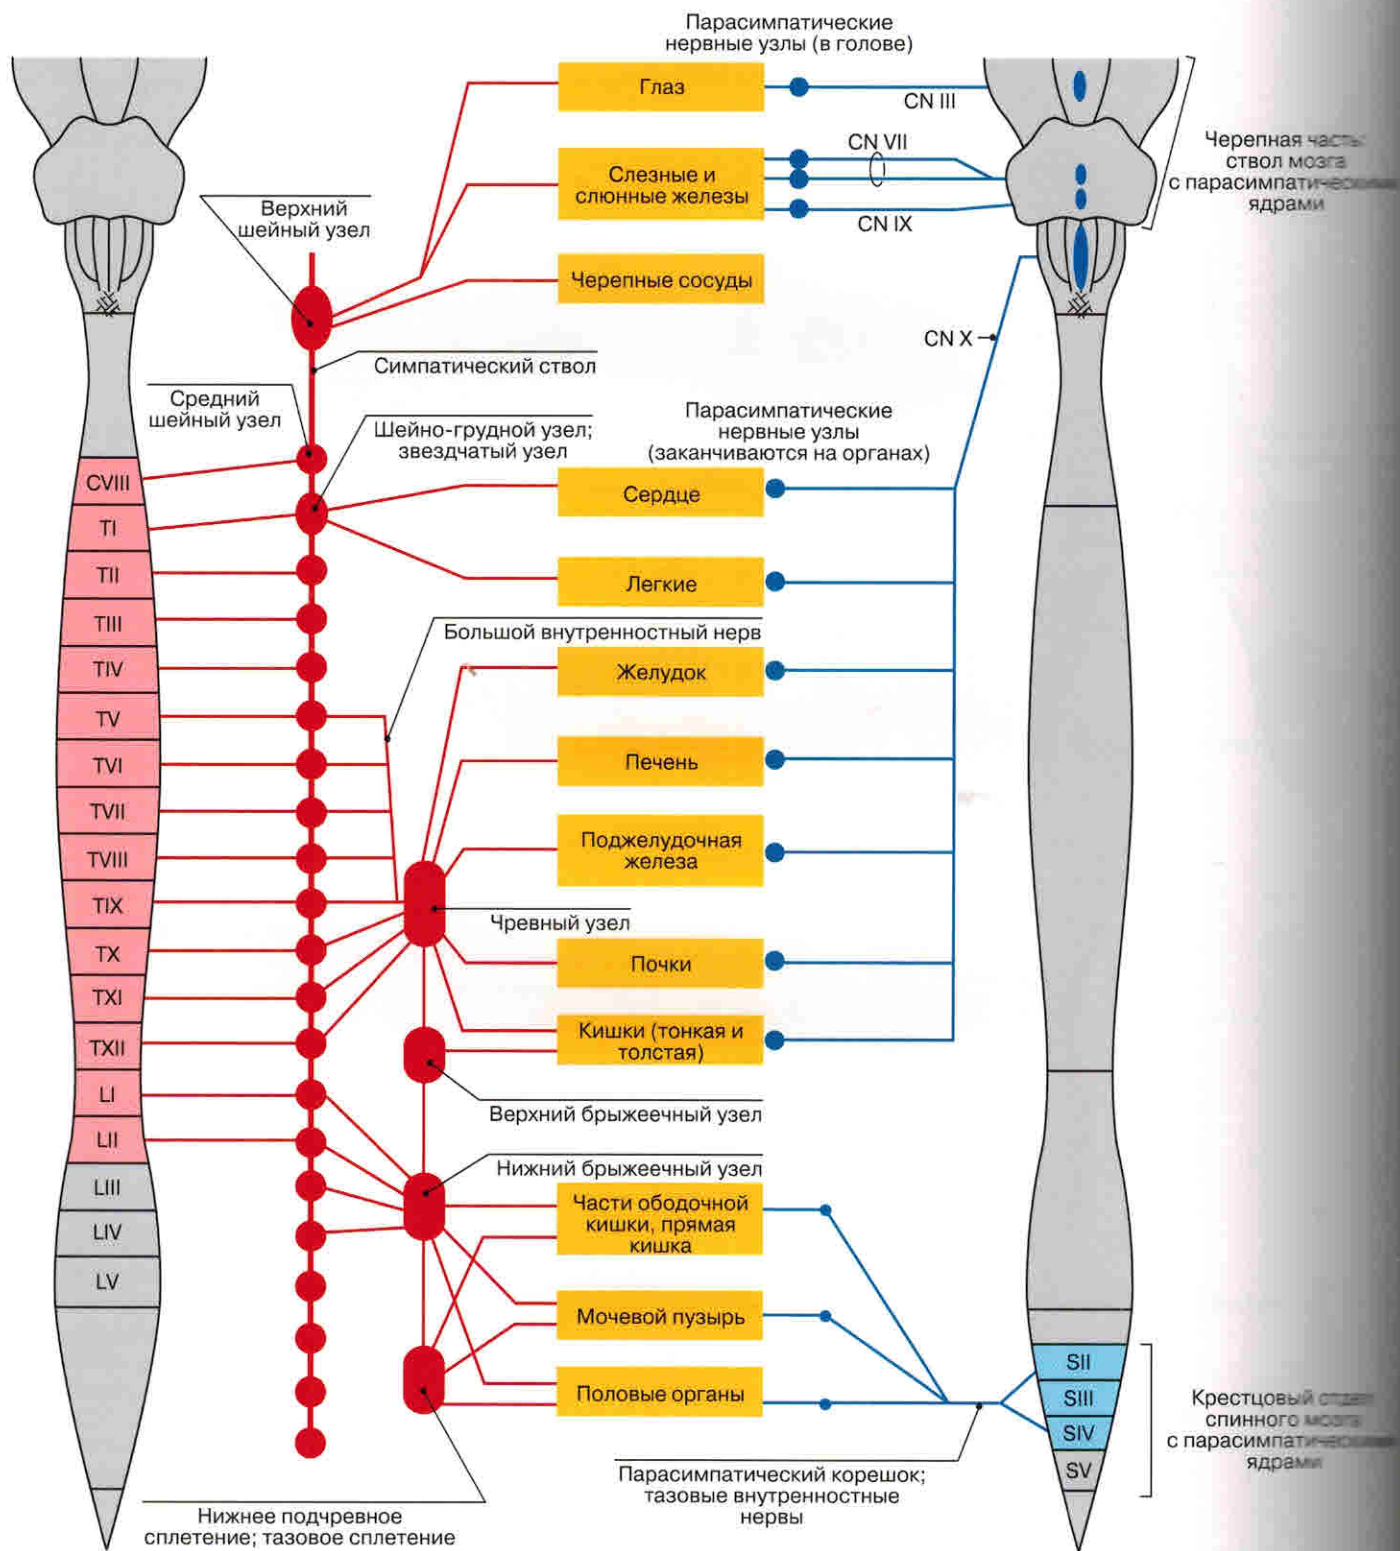 Парасимпатические
нервные узлы (в голове)
Глаз
CN III
Черепная часть:
ствол мозга
с парасимпатическими
ядрами
CN VII
Слезные и
слюнные железы
CN IX
Верхний
шейный узел
Черепные сосуды
CN X
Симпатический ствол
Средний
шейный узел
Шейно-грудной узел;
звездчатый узел
Парасимпатические
нервные узлы
(заканчиваются на органах)
CVIII
TI
TII
TIII
TIV
TV
TVI
TVII
TVIII
TIX
TX
TXI
TXII
LI
LII
LIII
LIV
LV
Сердце
Легкие
Большой внутренностный нерв
Желудок
Печень
Поджелудочная
железа
Чревный узел
Почки
Кишки (тонкая и
толстая)
Верхний брыжеечный узел
Нижний брыжеечный узел
Части ободочной
кишки, прямая
кишка
Мочевой пузырь
Половые органы
SII
SIII
SIV
SV
Крестцовый отдел
спинного мозга
с парасимпатическими
ядрами
Парасимпатический корешок;
тазовые внутренностные
нервы
Нижнее подчревное
сплетение; тазовое сплетение